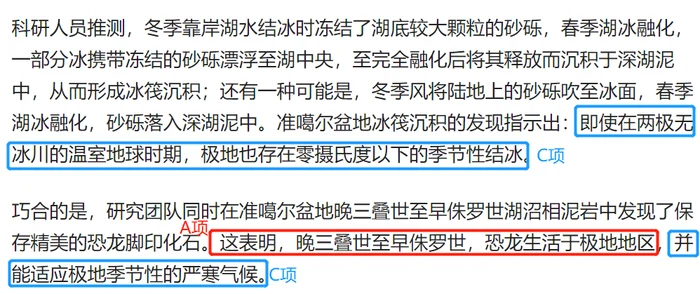 科研人员推测，冬季靠岸湖水结冰时冻结了湖底较大颗粒的砂砾，春季湖冰融化，
一部分冰携带冻结的砂砾漂浮至湖中央，至完全融化后将其释放而沉积于深湖泥
中，从而形成冰筏沉积；还有一种可能是，冬季风将陆地上的砂砾吹至冰面，春季
湖冰融化，砂砾落入深湖泥中。准噶尔盆地冰筏沉积的发现指示出：即使在两极无
冰川的温室地球时期，极地也存在零摄氏度以下的季节性结冰。C项
巧合的是，研究团队同时在准噶尔盆地晚三叠世至早侏罗世湖沼相泥岩中发现了保
A项
存精美的恐龙脚印化石。这表明，晚三叠世至早侏罗世，恐龙生活于极地地区，并
能适应极地季节性的严寒气候。C项